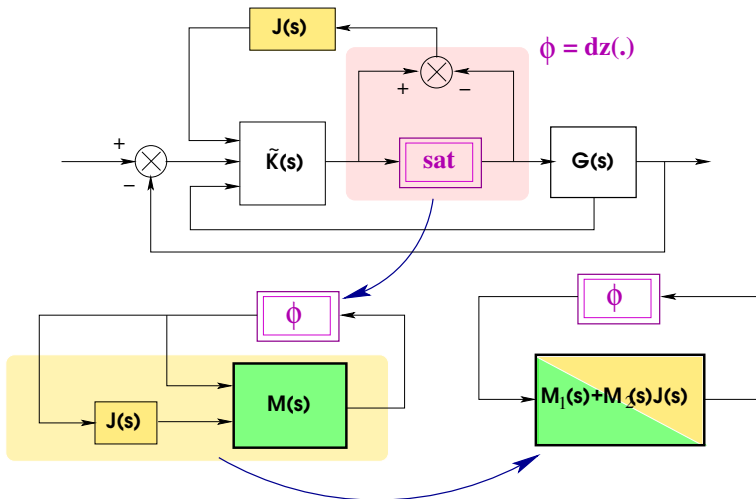 J(s)
ϕ = dz(.)
+
−
+
−
K̃(s)
sat
G(s)
ϕ
ϕ
M(s)
J(s)
M₁(s)+M₂(s)J(s)